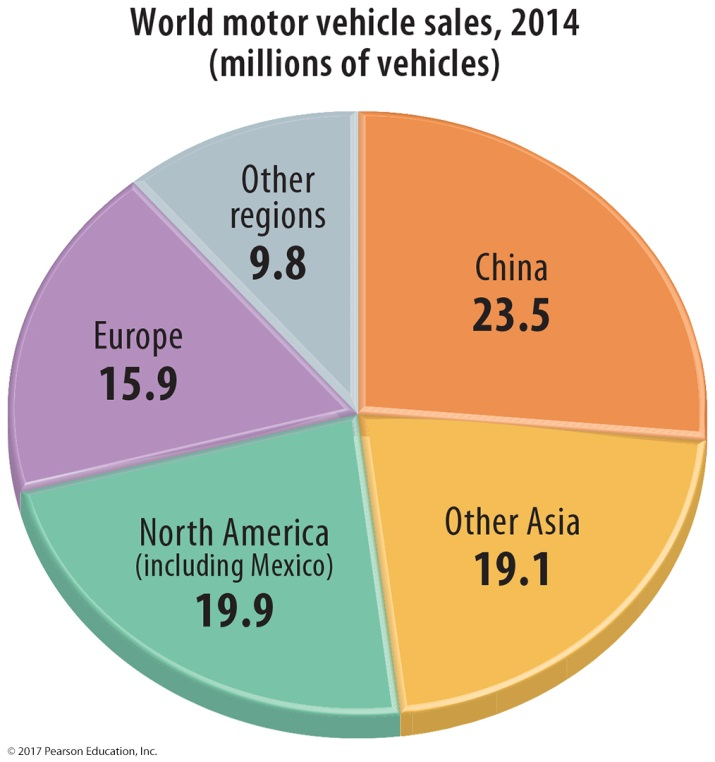 World motor vehicle sales, 2014
(millions of vehicles)
Other
regions
9.8
China
23.5
Europe
15.9
Other Asia
19.1
North America
(including Mexico)
19.9
© 2017 Pearson Education, Inc.